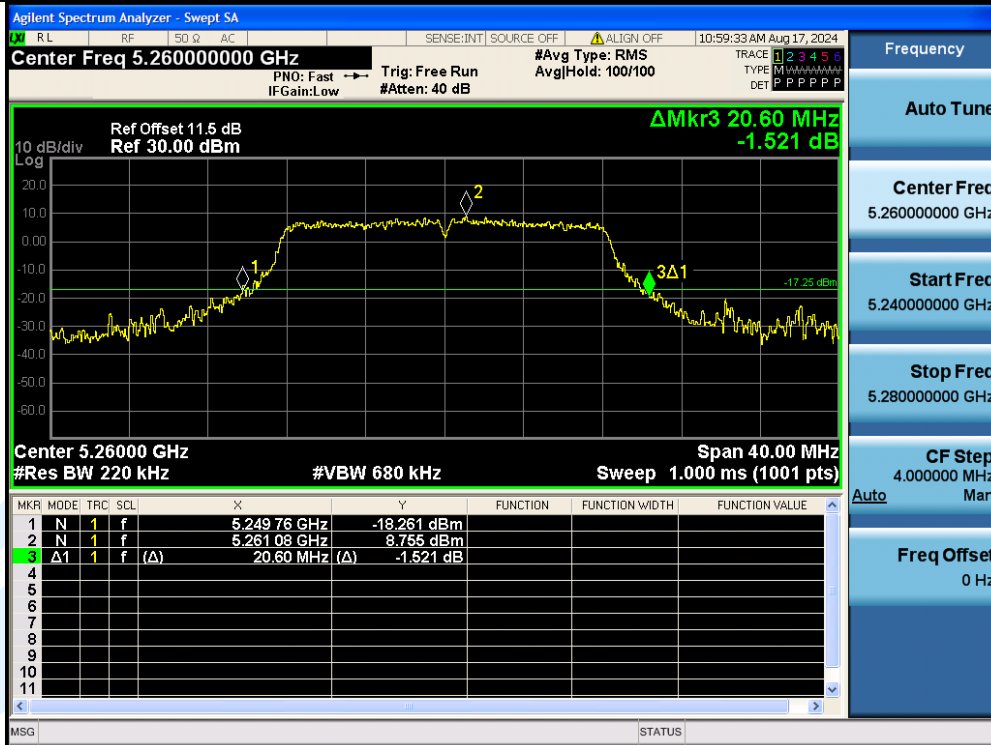 Agilent Spectrum Analyzer - Swept SA
LXI RL RF 50 Ω AC SENSE:INT SOURCE OFF ALIGN OFF 10:59:33 AM Aug 17, 2024
Center Freq 5.260000000 GHz
PNO: Fast
IFGain:Low
Trig: Free Run
#Atten: 40 dB
#Avg Type: RMS
Avg|Hold: 100/100
TRACE 1 2 3 4 5 6
TYPE M
DET P P P P P P
ΔMkr3 20.60 MHz
-1.521 dB
Ref Offset 11.5 dB
10 dB/div Ref 30.00 dBm
Log
20.0
10.0
0.00
-10.0
-20.0
-30.0
-40.0
-50.0
-60.0
1
2
3Δ1
-17.25 dBm
Center 5.26000 GHz Span 40.00 MHz
#Res BW 220 kHz #VBW 680 kHz Sweep 1.000 ms (1001 pts)
MKR MODE TRC SCL X Y FUNCTION FUNCTION WIDTH FUNCTION VALUE
1 N 1 f 5.249 76 GHz -18.261 dBm
2 N 1 f 5.261 08 GHz 8.755 dBm
3 Δ1 1 f (Δ) 20.60 MHz (Δ) -1.521 dB
4
5
6
7
8
9
10
11
MSG STATUS
Frequency
Auto Tune
Center Freq
5.260000000 GHz
Start Freq
5.240000000 GHz
Stop Freq
5.280000000 GHz
CF Step
4.000000 MHz
Auto Man
Freq Offset
0 Hz